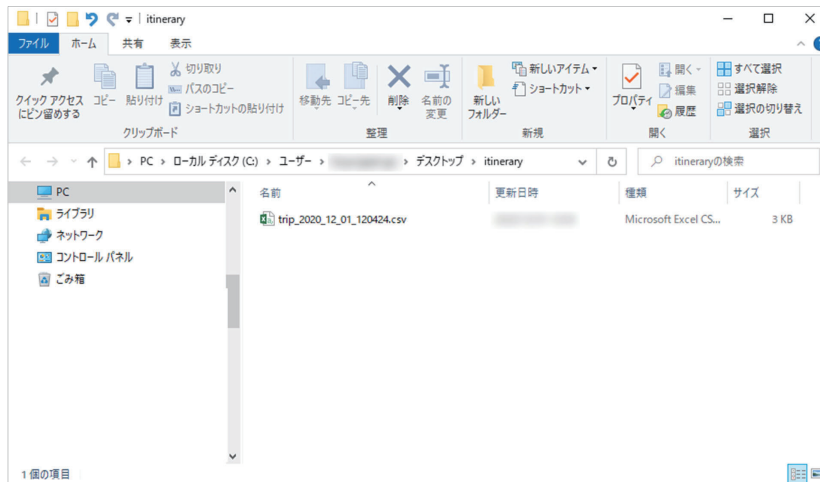 itinerary
ファイル ホーム 共有 表示
クイック アクセスにピン留めする
コピー
貼り付け
切り取り
パスのコピー
ショートカットの貼り付け
クリップボード
移動先
コピー先
削除
名前の変更
整理
新しいフォルダー
新しいアイテム
ショートカット
新規
プロパティ
開く
編集
履歴
開く
すべて選択
選択解除
選択の切り替え
選択
PC › ローカル ディスク (C:) › ユーザー › › デスクトップ › itinerary
itineraryの検索
PC
ライブラリ
ネットワーク
コントロール パネル
ごみ箱
名前 更新日時 種類 サイズ
trip_2020_12_01_120424.csv Microsoft Excel CS... 3 KB
1 個の項目